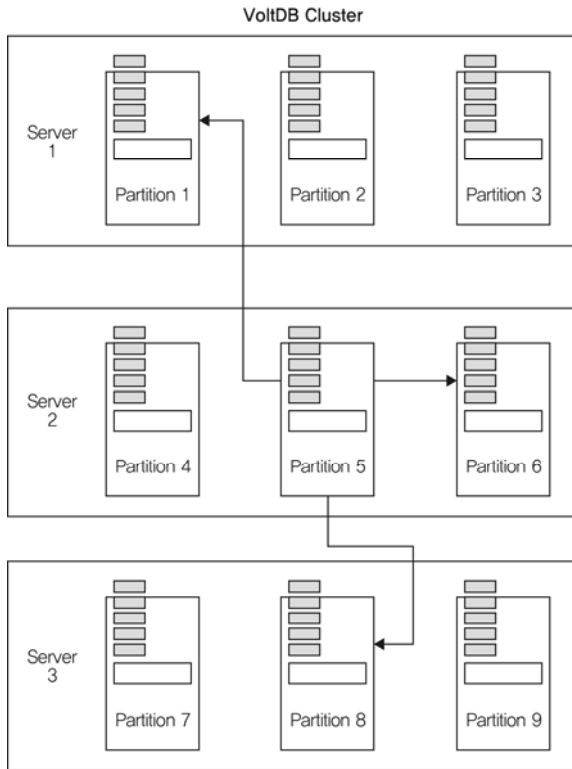 VoltDB Cluster
Server
1
Partition 1
Partition 2
Partition 3
Server
2
Partition 4
Partition 5
Partition 6
Server
3
Partition 7
Partition 8
Partition 9